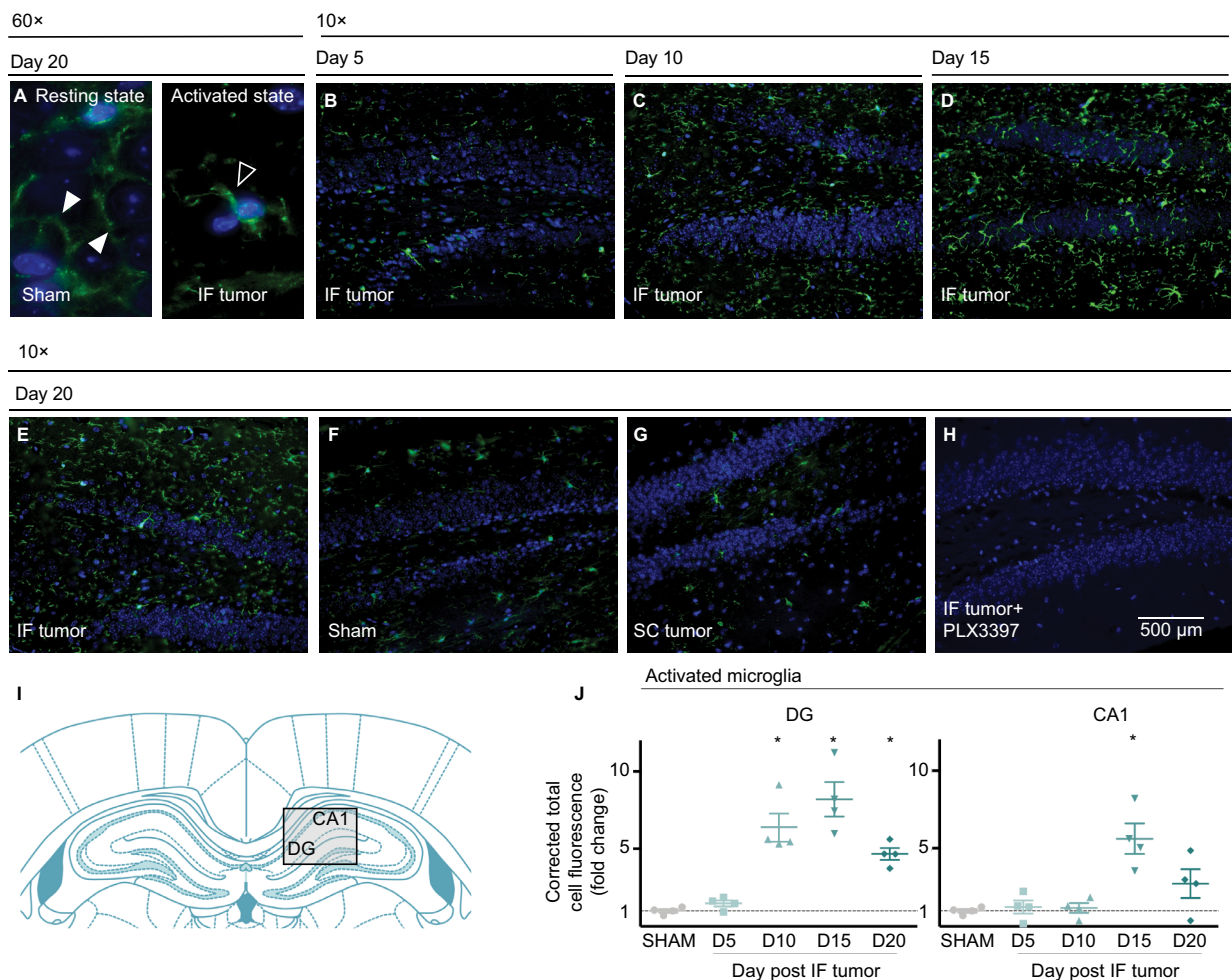 60×
10×
Day 20
Day 5
Day 10
Day 15
A Resting state
Activated state
B
C
D
Sham
IF tumor
IF tumor
IF tumor
IF tumor
10×
Day 20
E
F
G
H
IF tumor
Sham
SC tumor
IF tumor+
PLX3397
500 µm
I
CA1
DG
J
Activated microglia
DG
CA1
Corrected total
cell fluorescence
(fold change)
10
5
1
* * *
SHAM D5 D10 D15 D20
Day post IF tumor
10
5
1
*
SHAM D5 D10 D15 D20
Day post IF tumor